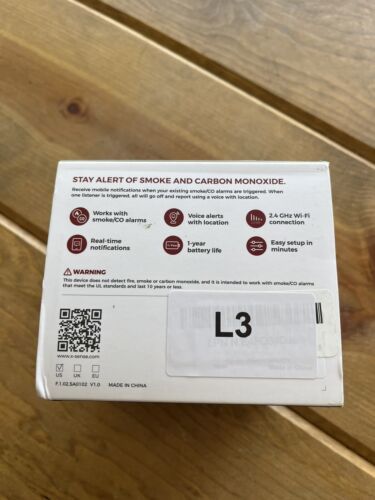 STAY ALERT OF SMOKE AND CARBON MONOXIDE.
Receive mobile notifications when your existing smoke/CO alarms are triggered. When
one listener is triggered, all will go off and report using a voice with location.
Works with
smoke/CO alarms
Voice alerts
with location
2.4 GHz Wi-Fi
connection
Real-time
notifications
1-year
battery life
Easy setup in
minutes
WARNING
This device does not detect fire, smoke or carbon monoxide, and it is intended to work with smoke/CO alarms
that meet the UL standards and last 10 years or less.
L3
www.x-sense.com
US UK EU
F.1.02.SA0102 V1.0 MADE IN CHINA